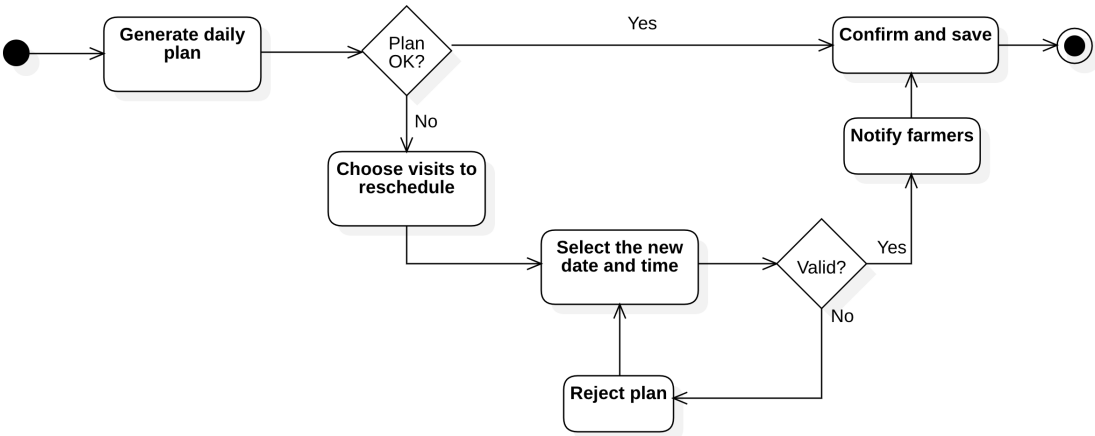 Generate daily
plan
Plan
OK?
Yes
Confirm and save
No
Notify farmers
Choose visits to
reschedule
Select the new
date and time
Valid?
Yes
No
Reject plan